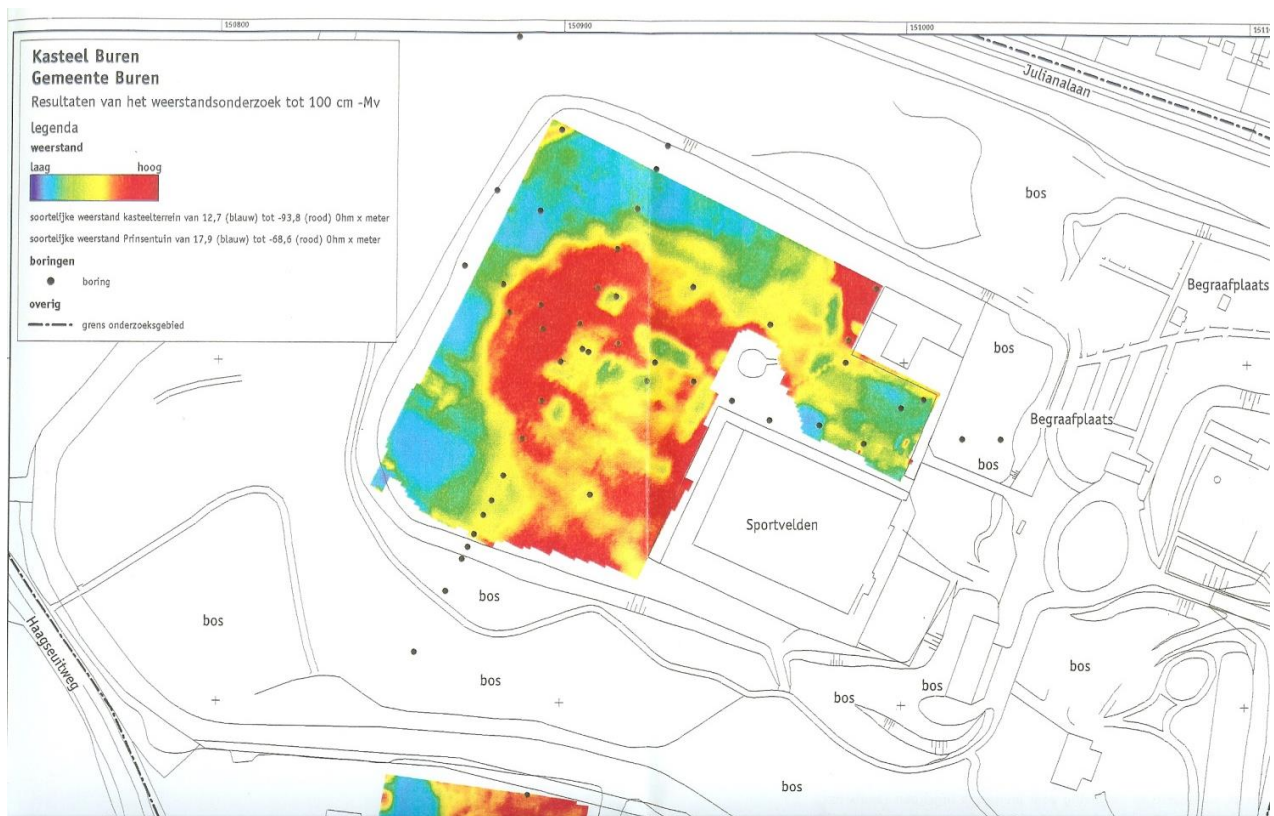 150800
150900
151000
Kasteel Buren
Gemeente Buren
Resultaten van het weerstandsonderzoek tot 100 cm -Mv
legenda
weerstand
laag hoog
soortelijke weerstand kasteelterrein van 12,7 (blauw) tot -93,8 (rood) Ohm x meter
soortelijke weerstand Prinsentuin van 17,9 (blauw) tot -68,6 (rood) Ohm x meter
boringen
boring
overig
grens onderzoeksgebied
Julianalaan
bos
Begraafplaats
bos
Begraafplaats
bos
Sportvelden
bos
bos
Haagseuitweg
bos
bos
bos
bos
bos